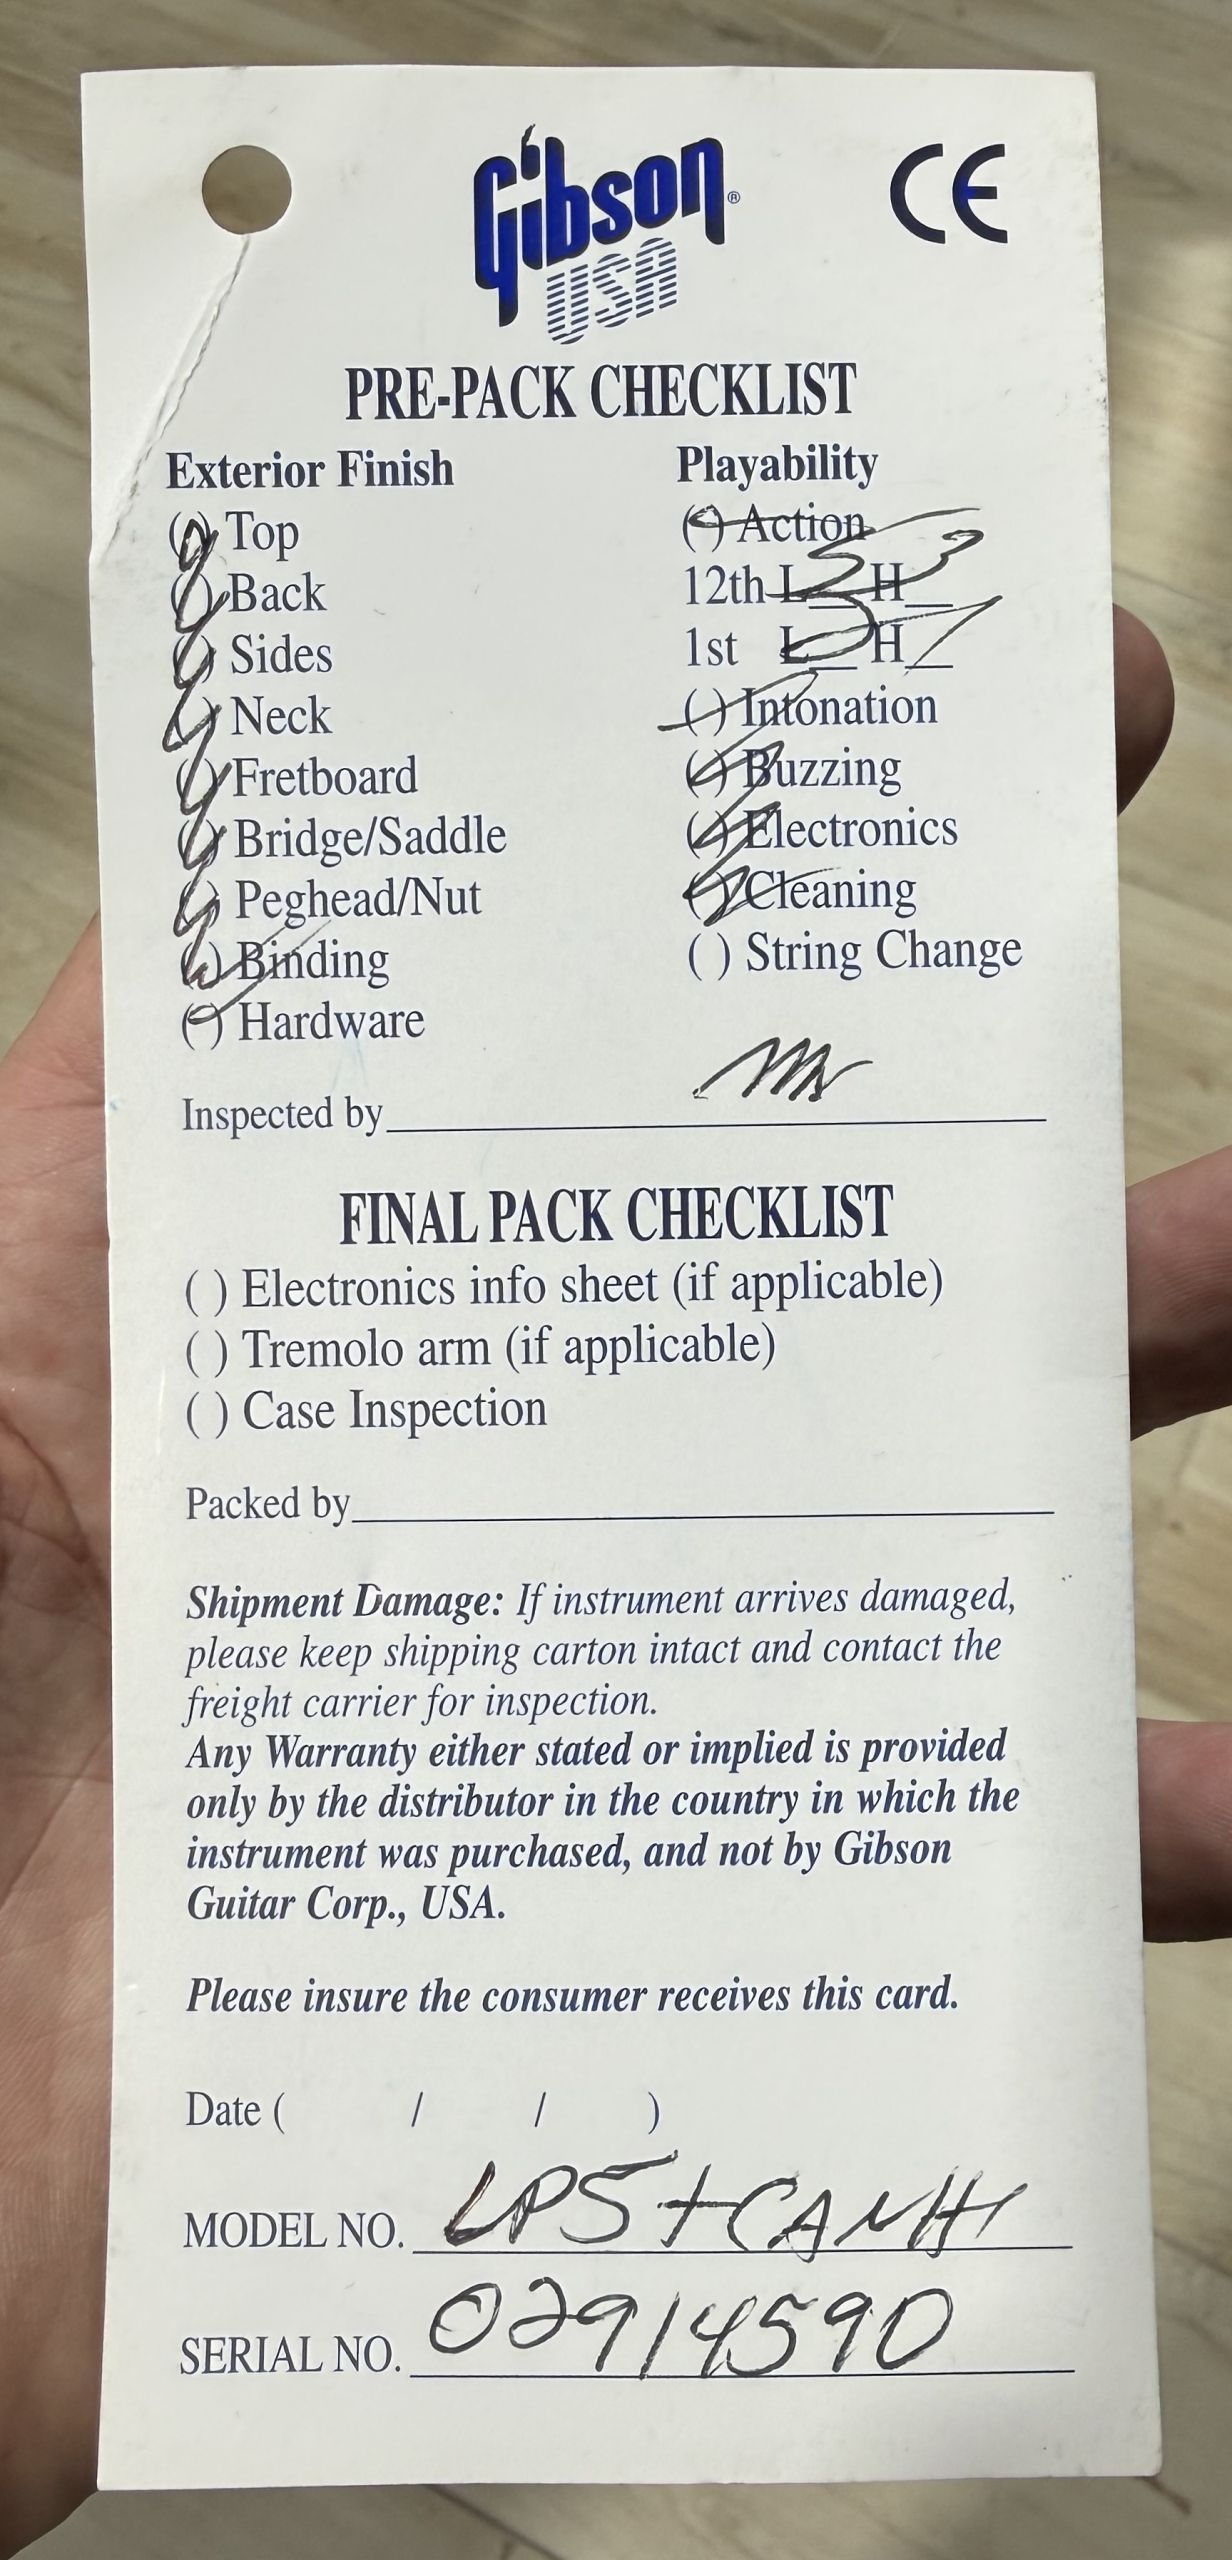 Gibson®
USA
CE
PRE-PACK CHECKLIST
Exterior Finish
( ) Top
( ) Back
( ) Sides
( ) Neck
( ) Fretboard
( ) Bridge/Saddle
( ) Peghead/Nut
( ) Binding
( ) Hardware
Playability
( ) Action
12th L 5 H 3
1st L__ H__
( ) Intonation
( ) Buzzing
( ) Electronics
( ) Cleaning
( ) String Change
Inspected by
FINAL PACK CHECKLIST
( ) Electronics info sheet (if applicable)
( ) Tremolo arm (if applicable)
( ) Case Inspection
Packed by
Shipment Damage: If instrument arrives damaged,
please keep shipping carton intact and contact the
freight carrier for inspection.
Any Warranty either stated or implied is provided
only by the distributor in the country in which the
instrument was purchased, and not by Gibson
Guitar Corp., USA.
Please insure the consumer receives this card.
Date ( / / )
MODEL NO. LPS+CANH1
SERIAL NO. 02914590